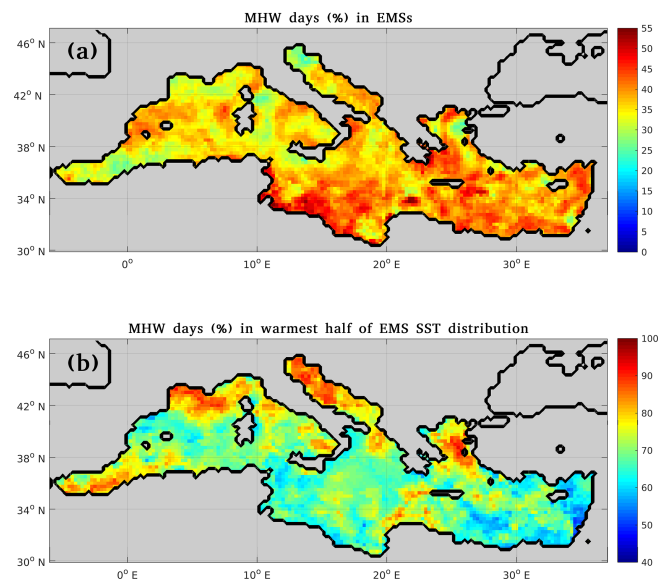 MHW days (%) in EMSs
(a)
46° N
42° N
38° N
34° N
30° N
0°
10° E
20° E
30° E
55
50
45
40
35
30
25
20
15
10
5
0
MHW days (%) in warmest half of EMS SST distribution
(b)
46° N
42° N
38° N
34° N
30° N
0° E
10° E
20° E
30° E
100
90
80
70
60
50
40